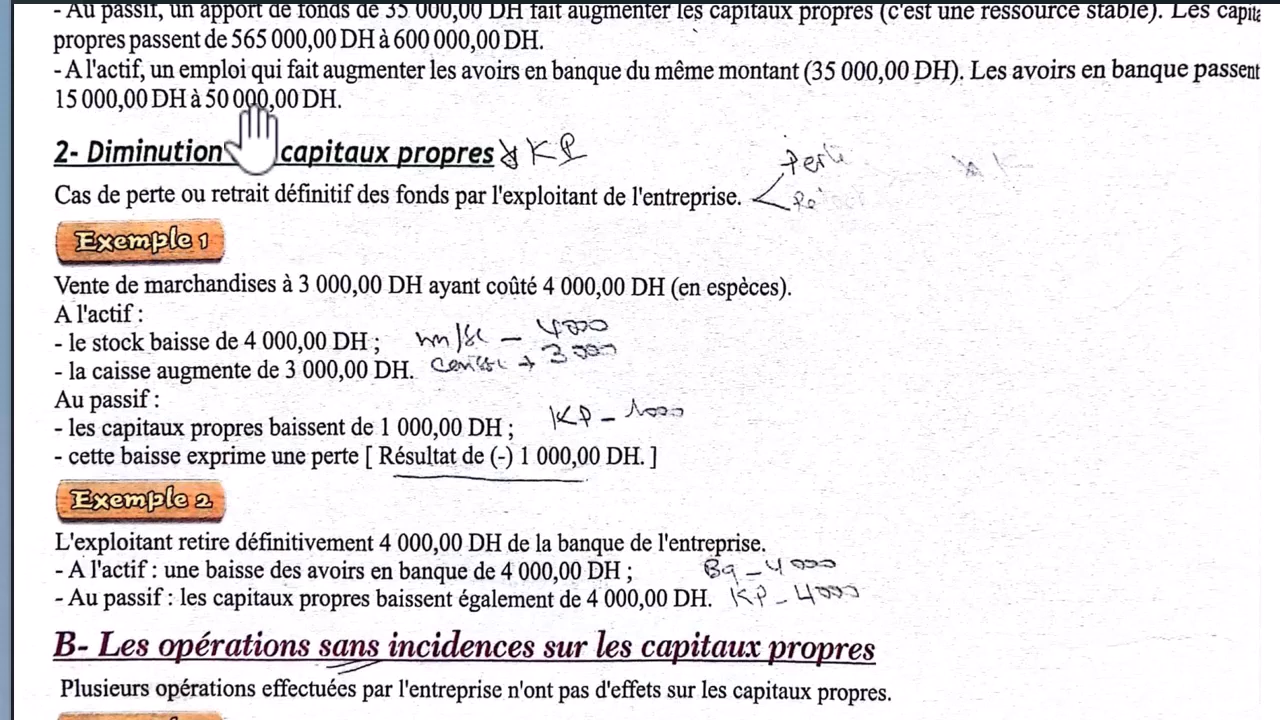 - Au passif, un apport de fonds de 35 000,00 DH fait augmenter les capitaux propres (c'est une ressource stable). Les
propres passent de 565 000,00 DH à 600 000,00 DH.
- A l'actif, un emploi qui fait augmenter les avoirs en banque du même montant (35 000,00 DH). Les avoirs en banque passent
15 000,00 DH à 50 000,00 DH.
2- Diminution capitaux propres ↘ KP
Perte
Cas de perte ou retrait définitif des fonds par l'exploitant de l'entreprise.
Exemple 1
Vente de marchandises à 3 000,00 DH ayant coûté 4 000,00 DH (en espèces).
A l'actif :
- le stock baisse de 4 000,00 DH ; m/se - 4000
- la caisse augmente de 3 000,00 DH. caisse + 3000
Au passif :
- les capitaux propres baissent de 1 000,00 DH ; KP - 1000
- cette baisse exprime une perte [ Résultat de (-) 1 000,00 DH. ]
Exemple 2
L'exploitant retire définitivement 4 000,00 DH de la banque de l'entreprise.
- A l'actif : une baisse des avoirs en banque de 4 000,00 DH ; Bq - 4000
- Au passif : les capitaux propres baissent également de 4 000,00 DH. KP - 4000
B- Les opérations sans incidences sur les capitaux propres
Plusieurs opérations effectuées par l'entreprise n'ont pas d'effets sur les capitaux propres.